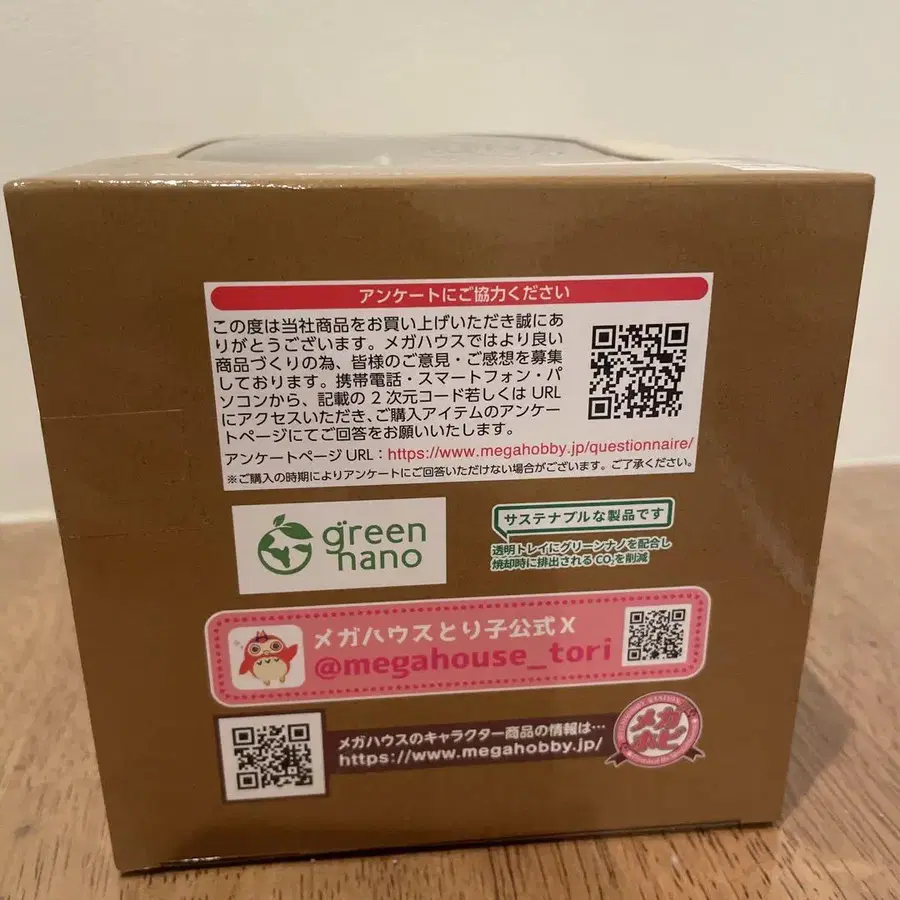 アンケートにご協力ください
この度は当社商品をお買い上げいただき誠にあ
りがとうございます。メガハウスではより良い
商品づくりの為、皆様のご意見・ご感想を募集
しております。携帯電話・スマートフォン・パ
ソコンから、記載の 2 次元コード若しくは URL
にアクセスいただき、ご購入アイテムのアンケー
トページにてご回答をお願いいたします。
アンケートページ URL：https://www.megahobby.jp/questionnaire/
※ご購入の時期によりアンケートにご回答いただけない場合がございます。ご了承ください。
green
nano
サステナブルな製品です
透明トレイにグリーンナノを配合し
焼却時に排出される CO₂を削減
メガハウスとり子公式 X
@megahouse_tori
メガハウスのキャラクター商品の情報は…
https://www.megahobby.jp/
メガ
ホビ